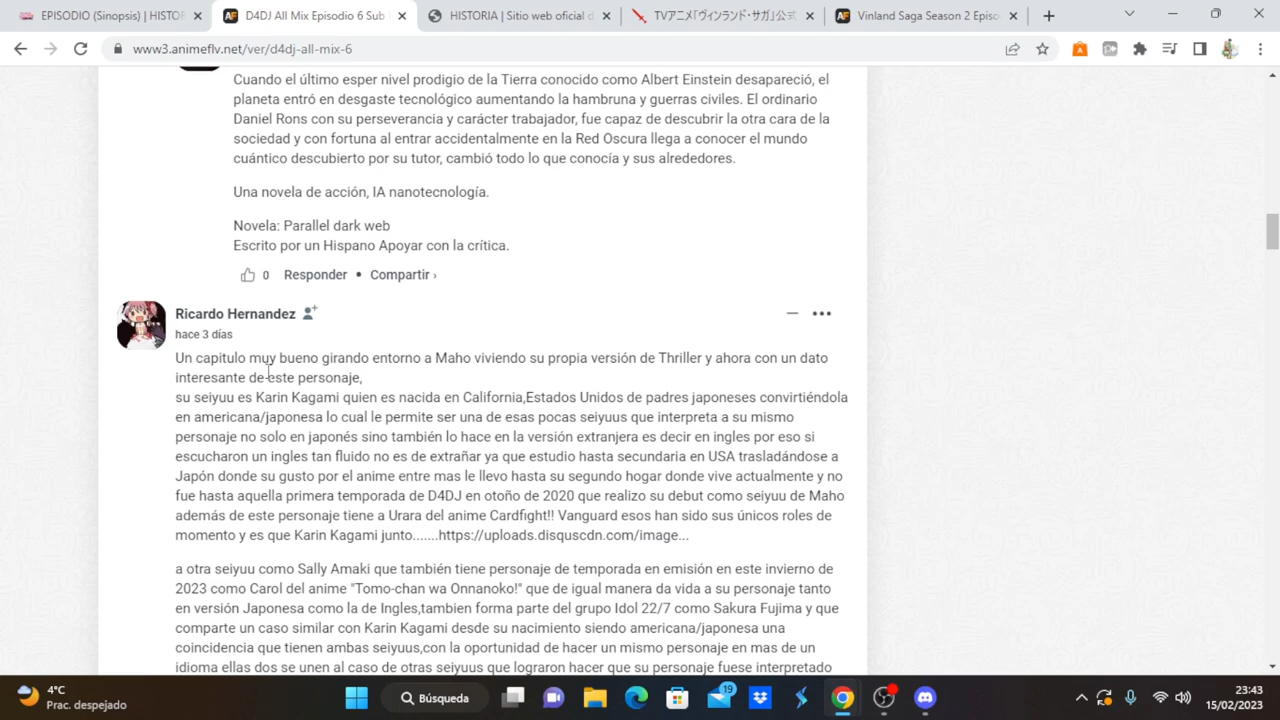 EPISODIO (Sinopsis) | HISTOR
D4DJ All Mix Episodio 6 Sub
HISTORIA | Sitio web oficial d
TVアニメ「ヴィンランド・サガ」公式
Vinland Saga Season 2 Episo
www3.animeflv.net/ver/d4dj-all-mix-6
Cuando el último esper nivel prodigio de la Tierra conocido como Albert Einstein desapareció, el
planeta entró en desgaste tecnológico aumentando la hambruna y guerras civiles. El ordinario
Daniel Rons con su perseverancia y carácter trabajador, fue capaz de descubrir la otra cara de la
sociedad y con fortuna al entrar accidentalmente en la Red Oscura llega a conocer el mundo
cuántico descubierto por su tutor, cambió todo lo que conocía y sus alrededores.
Una novela de acción, IA nanotecnología.
Novela: Parallel dark web
Escrito por un Hispano Apoyar con la crítica.
0 Responder • Compartir ›
Ricardo Hernandez
hace 3 días
Un capitulo muy bueno girando entorno a Maho viviendo su propia versión de Thriller y ahora con un dato
interesante de este personaje,
su seiyuu es Karin Kagami quien es nacida en California,Estados Unidos de padres japoneses convirtiéndola
en americana/japonesa lo cual le permite ser una de esas pocas seiyuus que interpreta a su mismo
personaje no solo en japonés sino también lo hace en la versión extranjera es decir en ingles por eso si
escucharon un ingles tan fluido no es de extrañar ya que estudio hasta secundaria en USA trasladándose a
Japón donde su gusto por el anime entre mas le llevo hasta su segundo hogar donde vive actualmente y no
fue hasta aquella primera temporada de D4DJ en otoño de 2020 que realizo su debut como seiyuu de Maho
además de este personaje tiene a Urara del anime Cardfight!! Vanguard esos han sido sus únicos roles de
momento y es que Karin Kagami junto.......https://uploads.disquscdn.com/image...
a otra seiyuu como Sally Amaki que también tiene personaje de temporada en emisión en este invierno de
2023 como Carol del anime "Tomo-chan wa Onnanoko!" que de igual manera da vida a su personaje tanto
en versión Japonesa como la de Ingles,tambien forma parte del grupo Idol 22/7 como Sakura Fujima y que
comparte un caso similar con Karin Kagami desde su nacimiento siendo americana/japonesa una
coincidencia que tienen ambas seiyuus,con la oportunidad de hacer un mismo personaje en mas de un
idioma ellas dos se unen al caso de otras seiyuus que lograron hacer que su personaje fuese interpretado
4°C
Prac. despejado
Búsqueda
19
23:43
15/02/2023